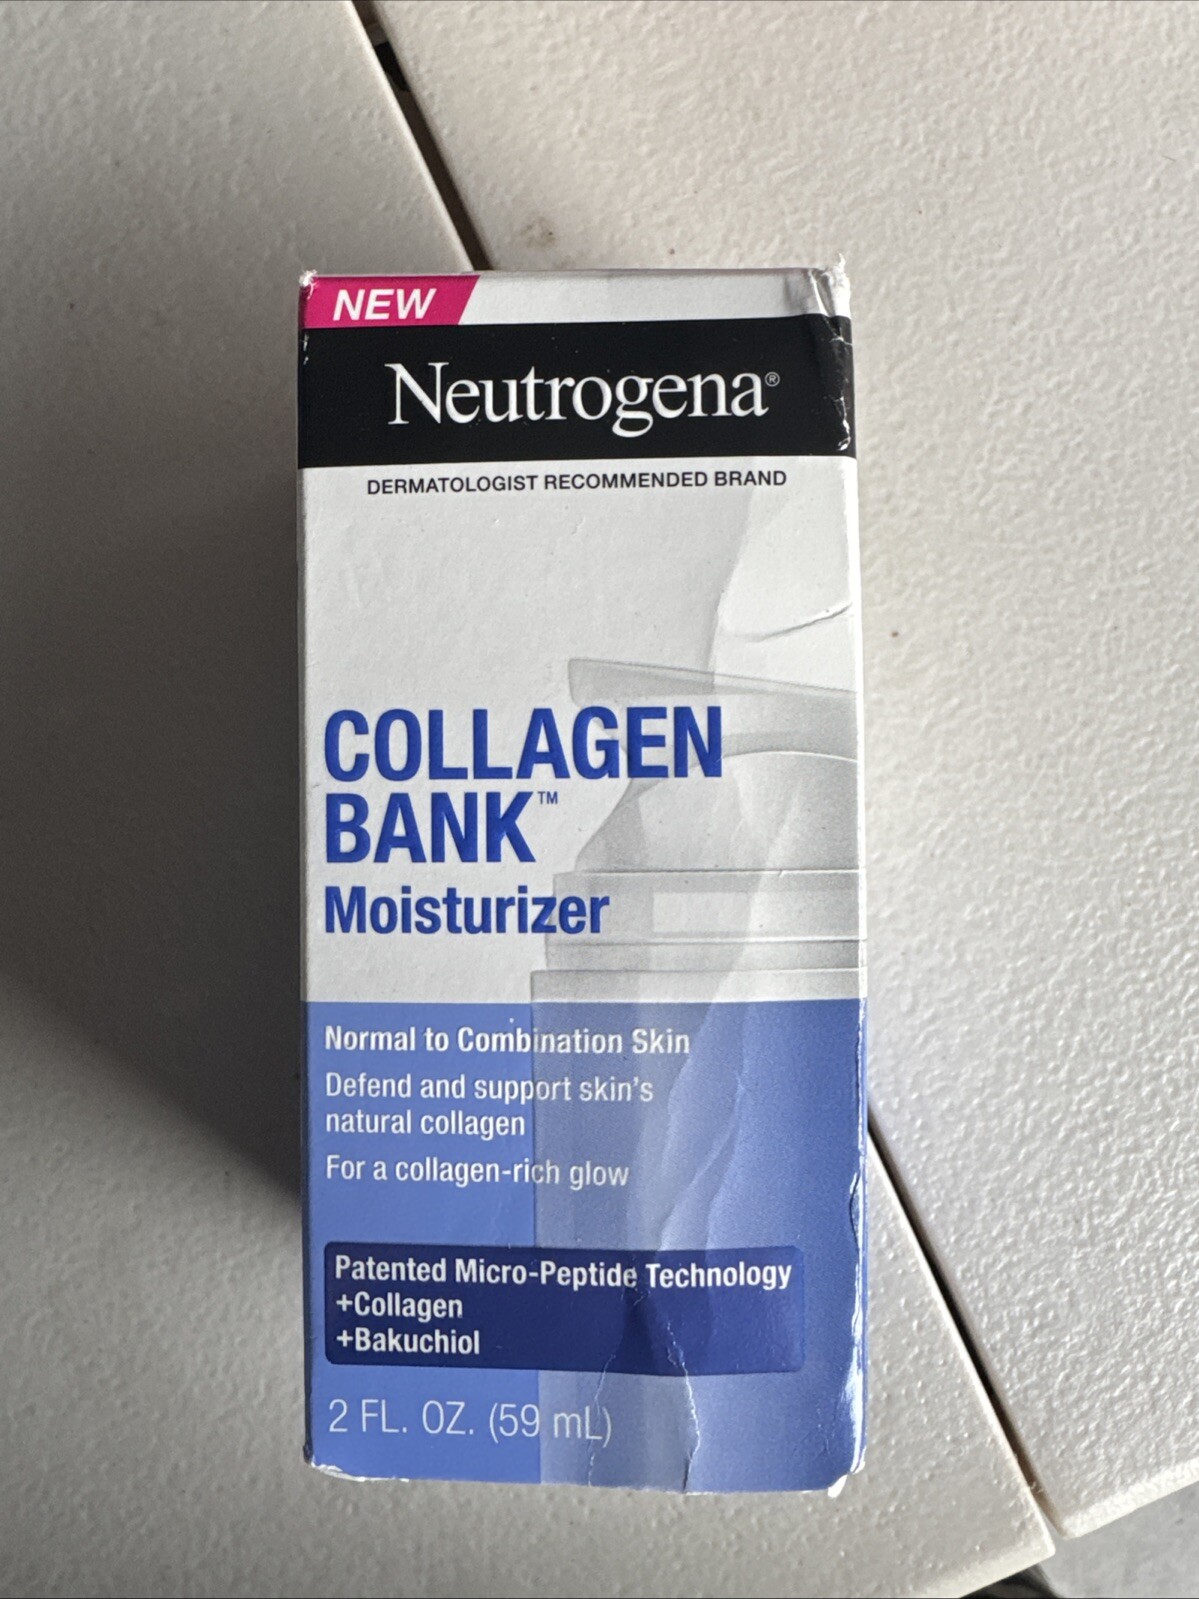 NEW
Neutrogena®
DERMATOLOGIST RECOMMENDED BRAND
COLLAGEN
BANK™
Moisturizer
Normal to Combination Skin
Defend and support skin's
natural collagen
For a collagen-rich glow
Patented Micro-Peptide Technology
+Collagen
+Bakuchiol
2 FL. OZ. (59 mL)